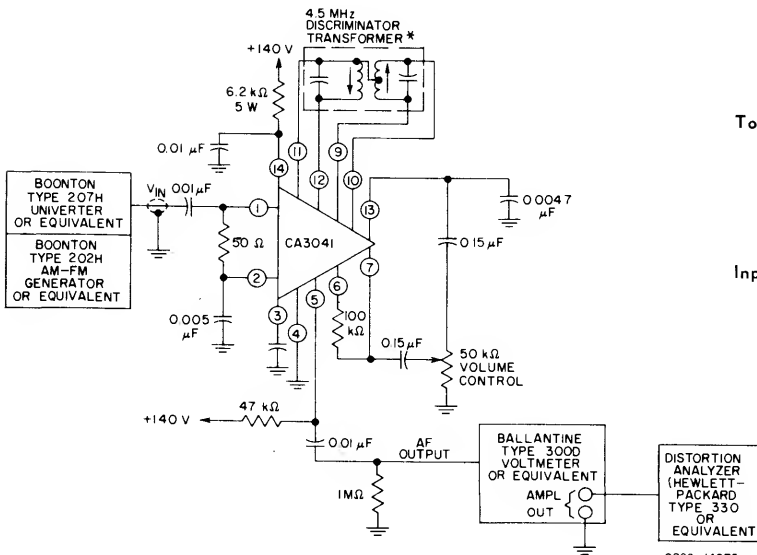 4.5 MHz
DISCRIMINATOR
TRANSFORMER *
+140 V
6.2 kΩ
5 W
0.01 µF
11
12
9
10
14
13
0.0047
µF
BOONTON
TYPE 207H
UNIVERTER
OR EQUIVALENT
BOONTON
TYPE 202H
AM-FM
GENERATOR
OR EQUIVALENT
VIN
.001 µF
1
50 Ω
2
0.005
µF
CA3041
3
4
5
6
7
0.15 µF
100
kΩ
0.15 µF
50 kΩ
VOLUME
CONTROL
+140 V
47 kΩ
0.01 µF
1MΩ
AF
OUTPUT
BALLANTINE
TYPE 300D
VOLTMETER
OR EQUIVALENT
AMPL
OUT
DISTORTION
ANALYZER
(HEWLETT-
PACKARD
TYPE 330
OR
EQUIVALENT
To
Inp